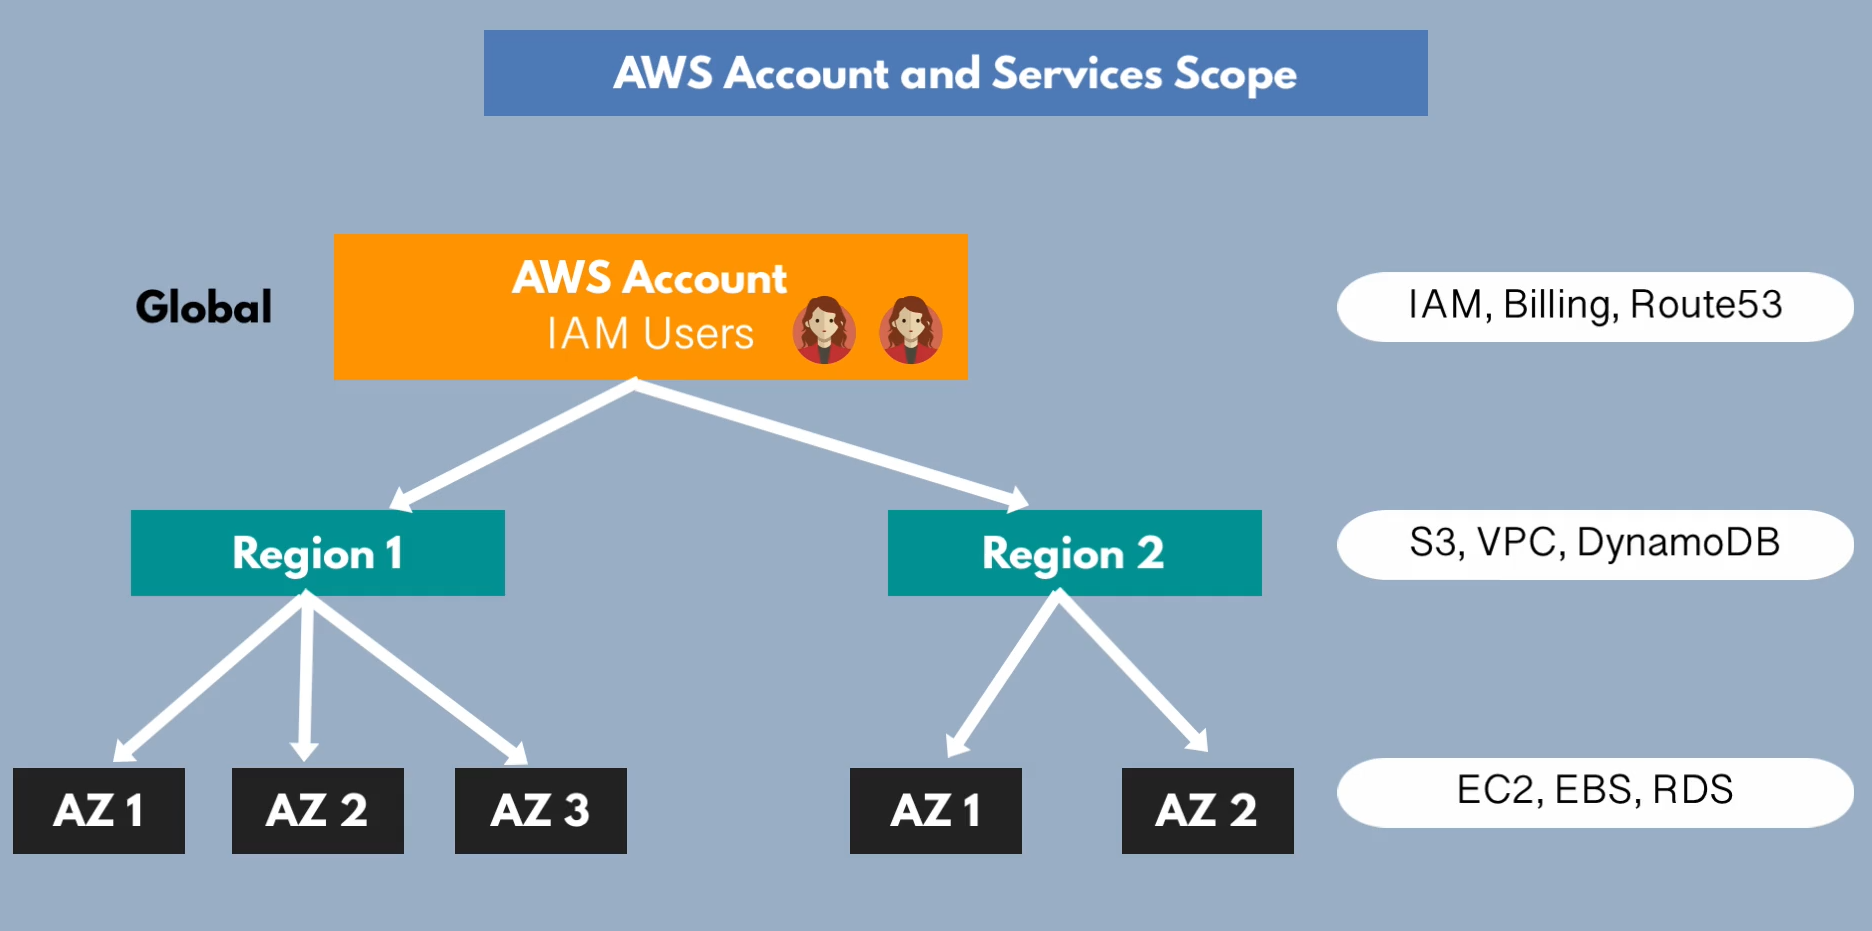 AWS Account and Services Scope
Global
AWS Account
IAM Users
IAM, Billing, Route53
Region 1
Region 2
S3, VPC, DynamoDB
AZ 1
AZ 2
AZ 3
AZ 1
AZ 2
EC2, EBS, RDS